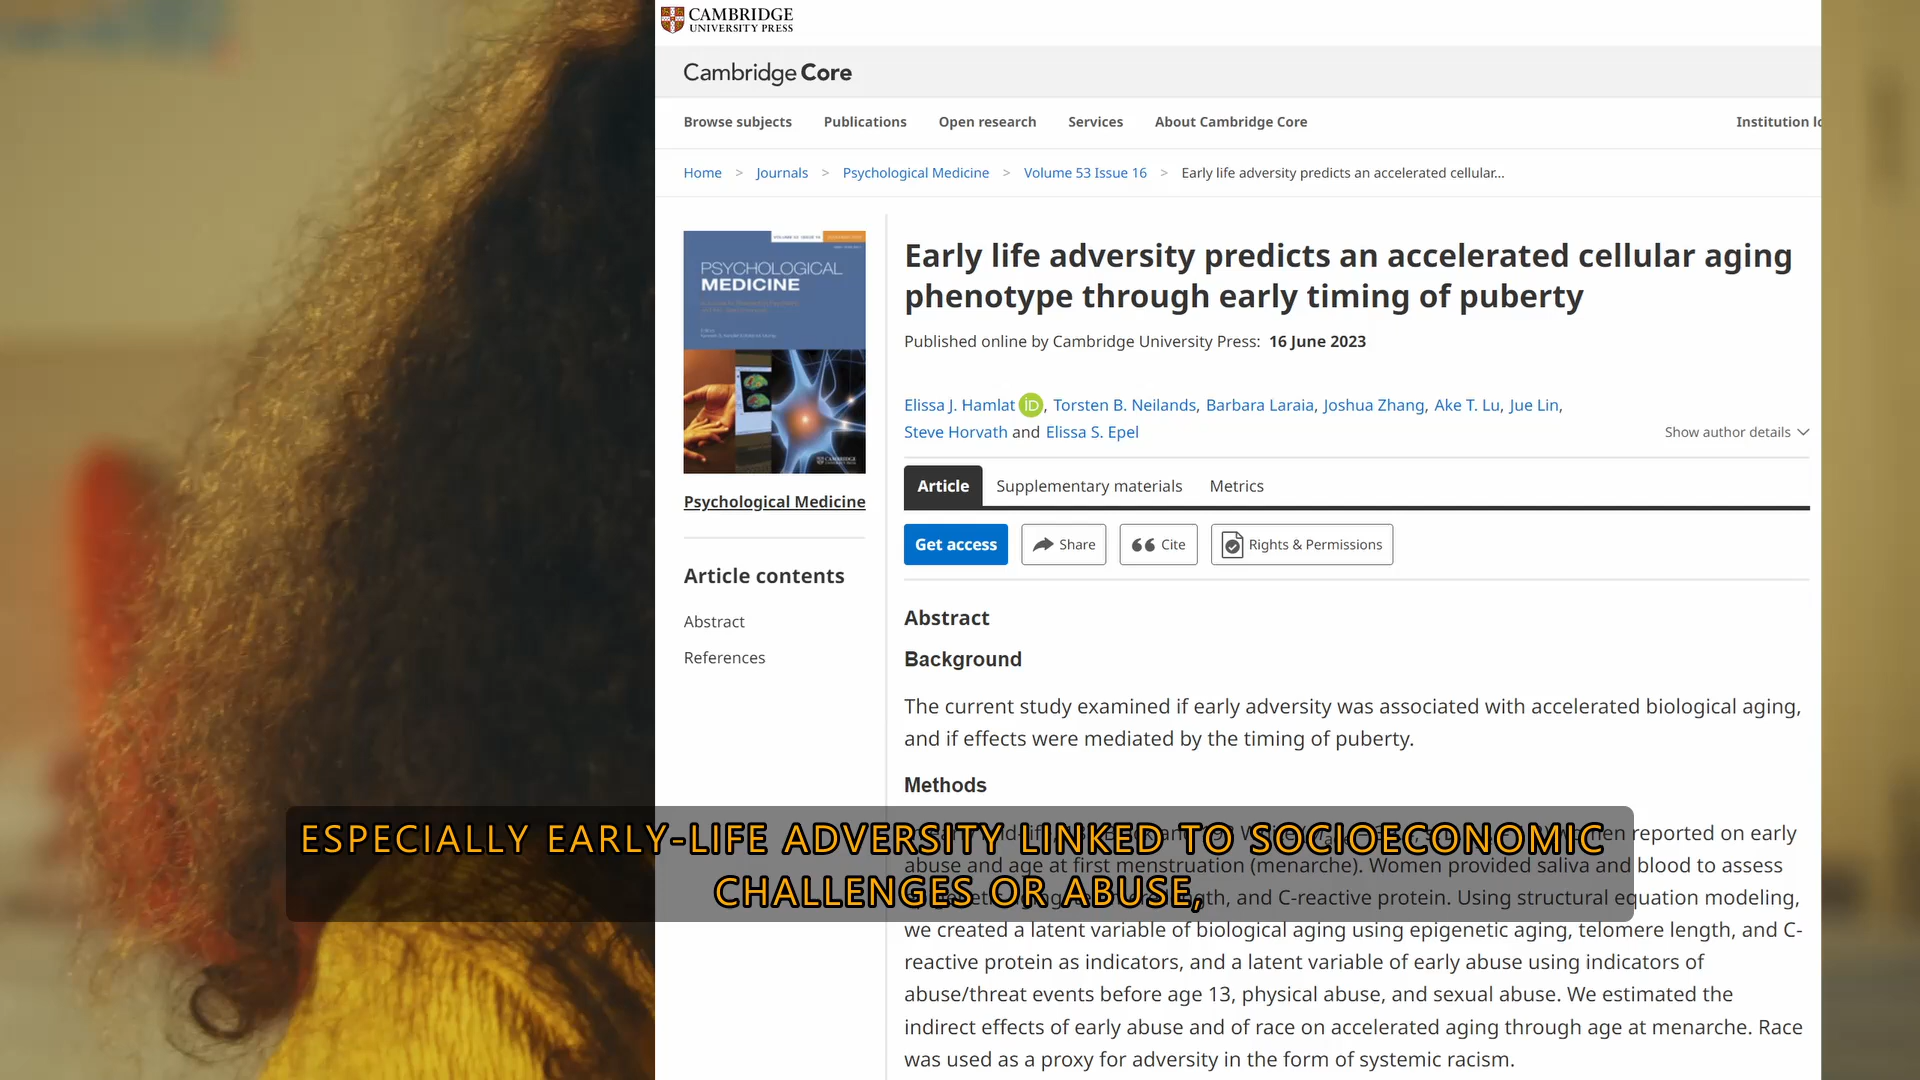 CAMBRIDGE
UNIVERSITY PRESS
Cambridge Core
Browse subjects
Publications
Open research
Services
About Cambridge Core
Institution
Home > Journals > Psychological Medicine > Volume 53 Issue 16 > Early life adversity predicts an accelerated cellular...
PSYCHOLOGICAL
MEDICINE
Psychological Medicine
Article contents
Abstract
References
Early life adversity predicts an accelerated cellular aging
phenotype through early timing of puberty
Published online by Cambridge University Press: 16 June 2023
Elissa J. Hamlat iD, Torsten B. Neilands, Barbara Laraia, Joshua Zhang, Ake T. Lu, Jue Lin,
Steve Horvath and Elissa S. Epel
Show author details
Article
Supplementary materials
Metrics
Get access
Share
Cite
Rights & Permissions
Abstract
Background
The current study examined if early adversity was associated with accelerated biological aging,
and if effects were mediated by the timing of puberty.
Methods
women reported on early
abuse and age at first menstruation (menarche). Women provided saliva and blood to assess
and C-reactive protein. Using structural equation modeling,
we created a latent variable of biological aging using epigenetic aging, telomere length, and C-
reactive protein as indicators, and a latent variable of early abuse using indicators of
abuse/threat events before age 13, physical abuse, and sexual abuse. We estimated the
indirect effects of early abuse and of race on accelerated aging through age at menarche. Race
was used as a proxy for adversity in the form of systemic racism.
ESPECIALLY EARLY-LIFE ADVERSITY LINKED TO SOCIOECONOMIC
CHALLENGES OR ABUSE,